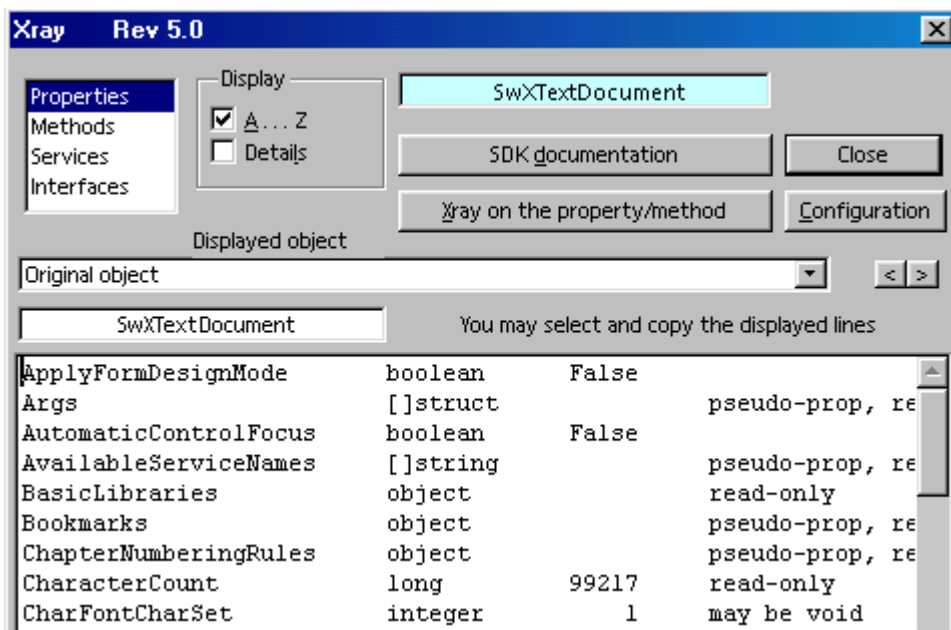 Xray Rev 5.0
Properties
Methods
Services
Interfaces
Display
A...Z
Details
SwXTextDocument
SDK documentation
Close
Xray on the property/method
Configuration
Displayed object
Original object
< >
SwXTextDocument
You may select and copy the displayed lines
ApplyFormDesignMode boolean False
Args []struct pseudo-prop, re
AutomaticControlFocus boolean False
AvailableServiceNames []string pseudo-prop, re
BasicLibraries object read-only
Bookmarks object pseudo-prop, re
ChapterNumberingRules object pseudo-prop, re
CharacterCount long 99217 read-only
CharFontCharSet integer 1 may be void